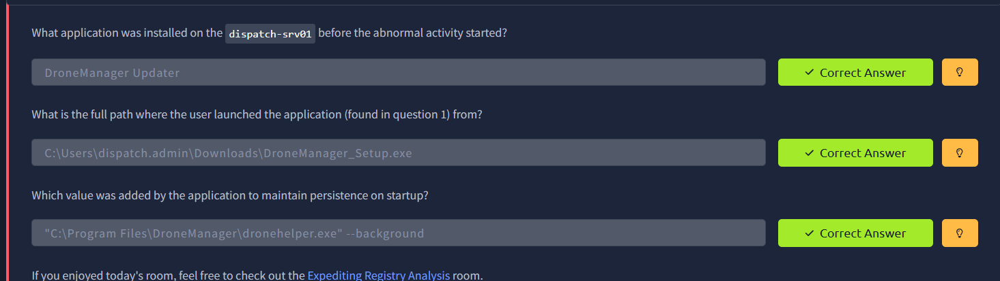 What application was installed on the dispatch-srv01 before the abnormal activity started?
DroneManager Updater
✓ Correct Answer
What is the full path where the user launched the application (found in question 1) from?
C:\Users\dispatch.admin\Downloads\DroneManager_Setup.exe
✓ Correct Answer
Which value was added by the application to maintain persistence on startup?
"C:\Program Files\DroneManager\dronehelper.exe" --background
✓ Correct Answer
If you enjoyed today's room, feel free to check out the Expediting Registry Analysis room.